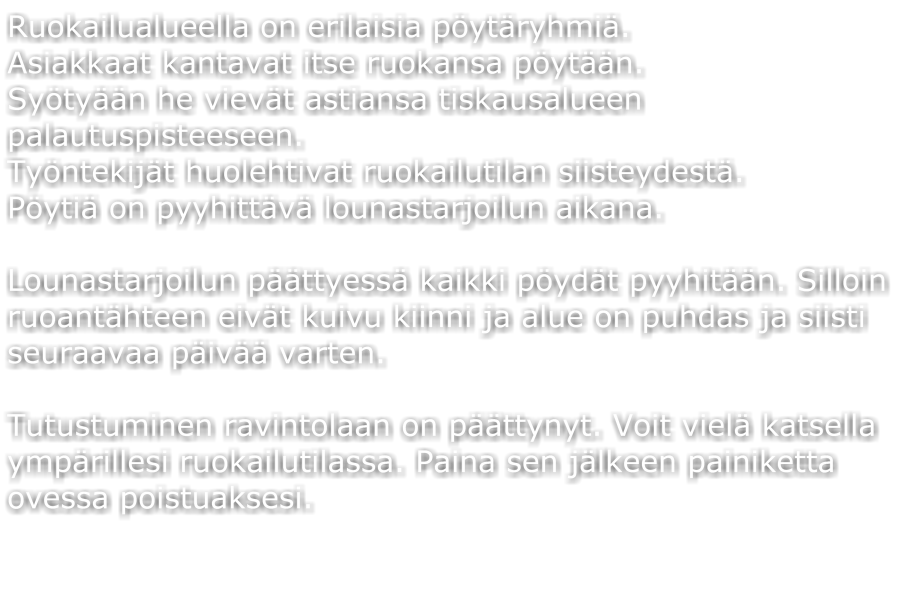 Ruokailualueella on erilaisia pöytäryhmiä.
Asiakkaat kantavat itse ruokansa pöytään.
Syötyään he vievät astiansa tiskausalueen
palautuspisteeseen.
Työntekijät huolehtivat ruokailutilan siisteydestä.
Pöytiä on pyyhittävä lounastarjoilun aikana.

Lounastarjoilun päättyessä kaikki pöydät pyyhitään. Silloin
ruoantähteen eivät kuivu kiinni ja alue on puhdas ja siisti
seuraavaa päivää varten.

Tutustuminen ravintolaan on päättynyt. Voit vielä katsella
ympärillesi ruokailutilassa. Paina sen jälkeen painiketta
ovessa poistuaksesi.